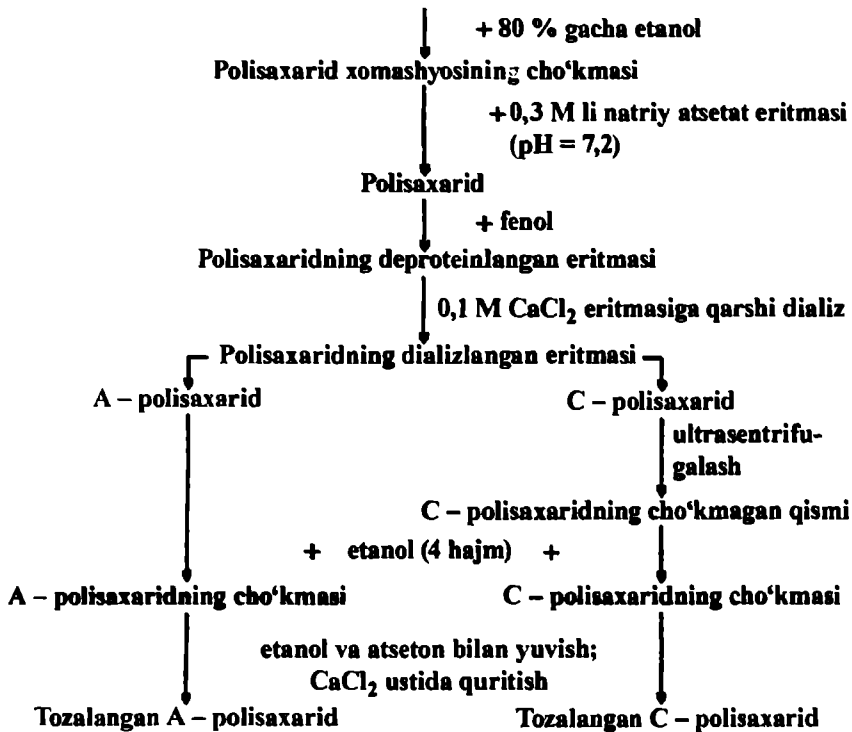 + 80 % gacha etanol
Polisaxarid xomashyosining cho‘kmasi
+ 0,3 M li natriy atsetat eritmasi
(pH = 7,2)
Polisaxarid
+ fenol
Polisaxaridning deproteinlangan eritmasi
0,1 M CaCl₂ eritmasiga qarshi dializ
Polisaxaridning dializlangan eritmasi
A – polisaxarid
C – polisaxarid
ultrasentrifu-
galash
C – polisaxaridning cho‘kmagan qismi
+ etanol (4 hajm) +
A – polisaxaridning cho‘kmasi
C – polisaxaridning cho‘kmasi
etanol va atseton bilan yuvish;
CaCl₂ ustida quritish
Tozalangan A – polisaxarid
Tozalangan C – polisaxarid